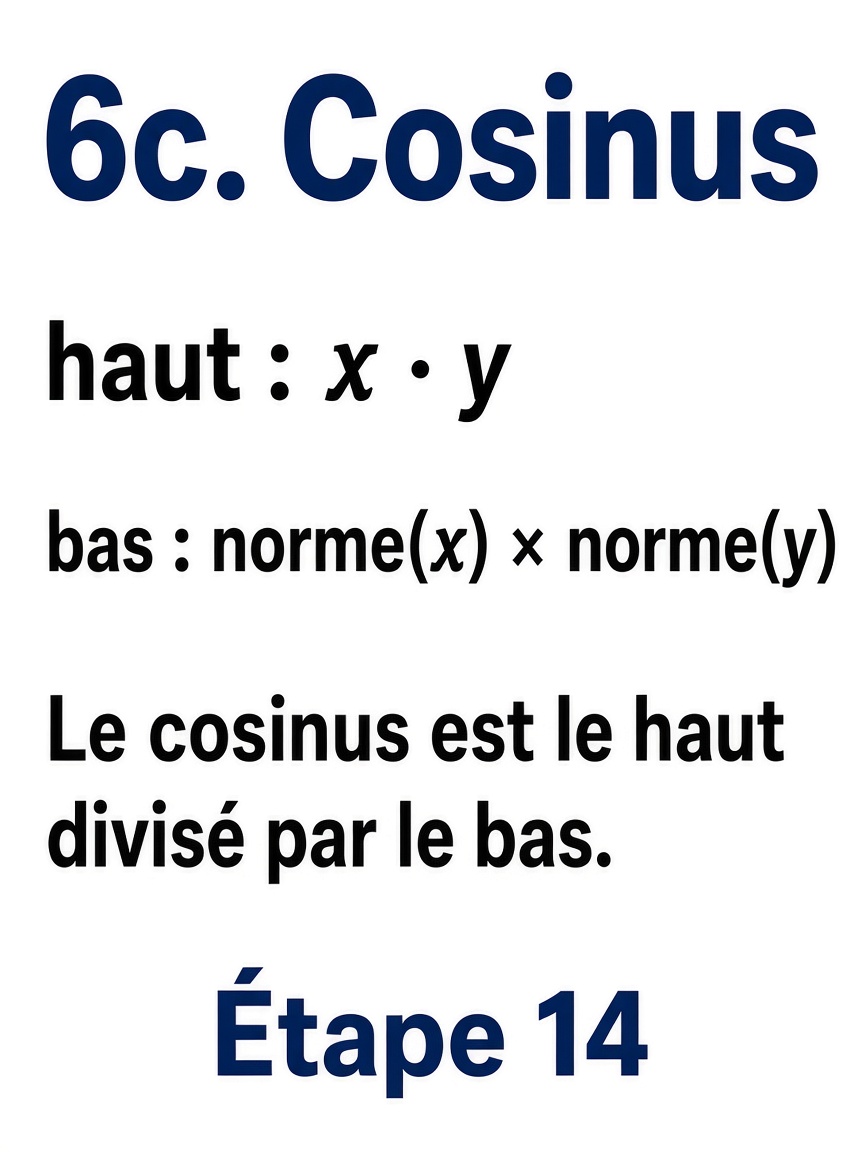 6c. Cosinus
haut : x · y
bas : norme(x) × norme(y)
Le cosinus est le haut
divisé par le bas.
Étape 14